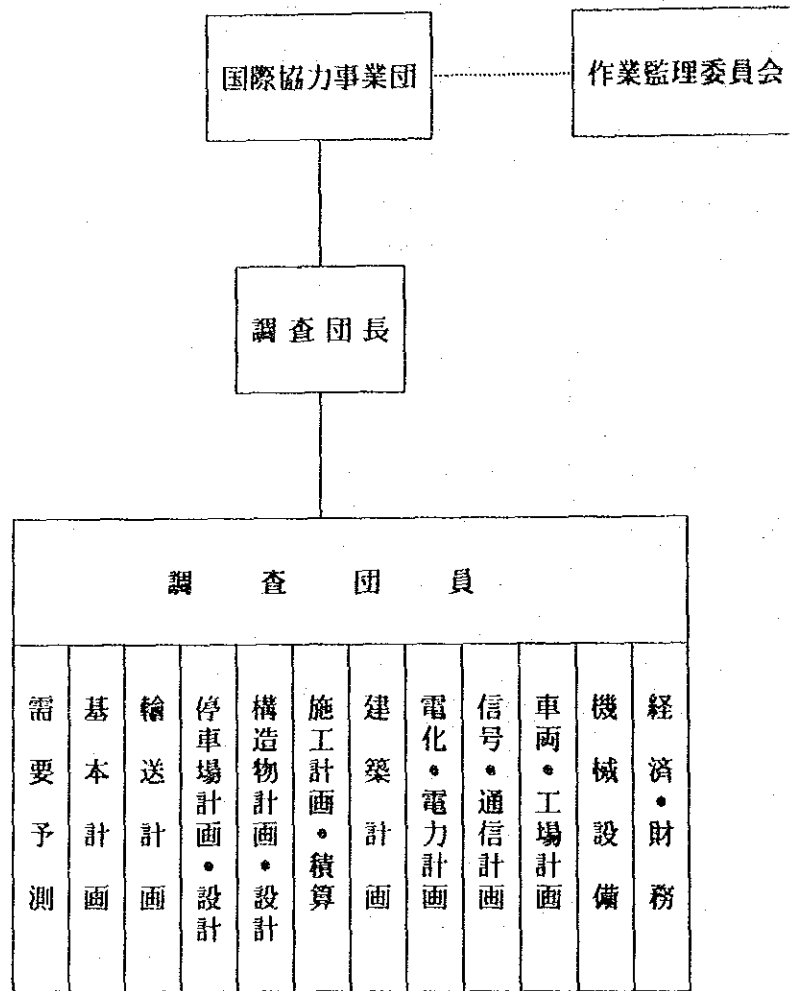 国際協力事業団
作業監理委員会
調査団長
調査団員
需要予測
基本計画
輸送計画
停車場計画・設計
構造物計画・設計
施工計画・積算
建築計画
電化・電力計画
信号・通信計画
車両・工場計画
機械設備
経済・財務